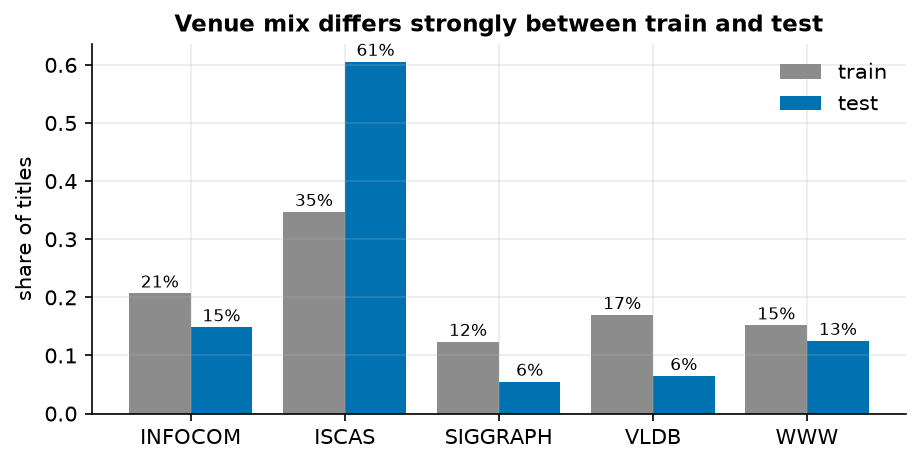 Venue mix differs strongly between train and test
share of titles
0.6
0.5
0.4
0.3
0.2
0.1
0.0
21%
15%
35%
61%
12%
6%
17%
6%
15%
13%
train
test
INFOCOM
ISCAS
SIGGRAPH
VLDB
WWW